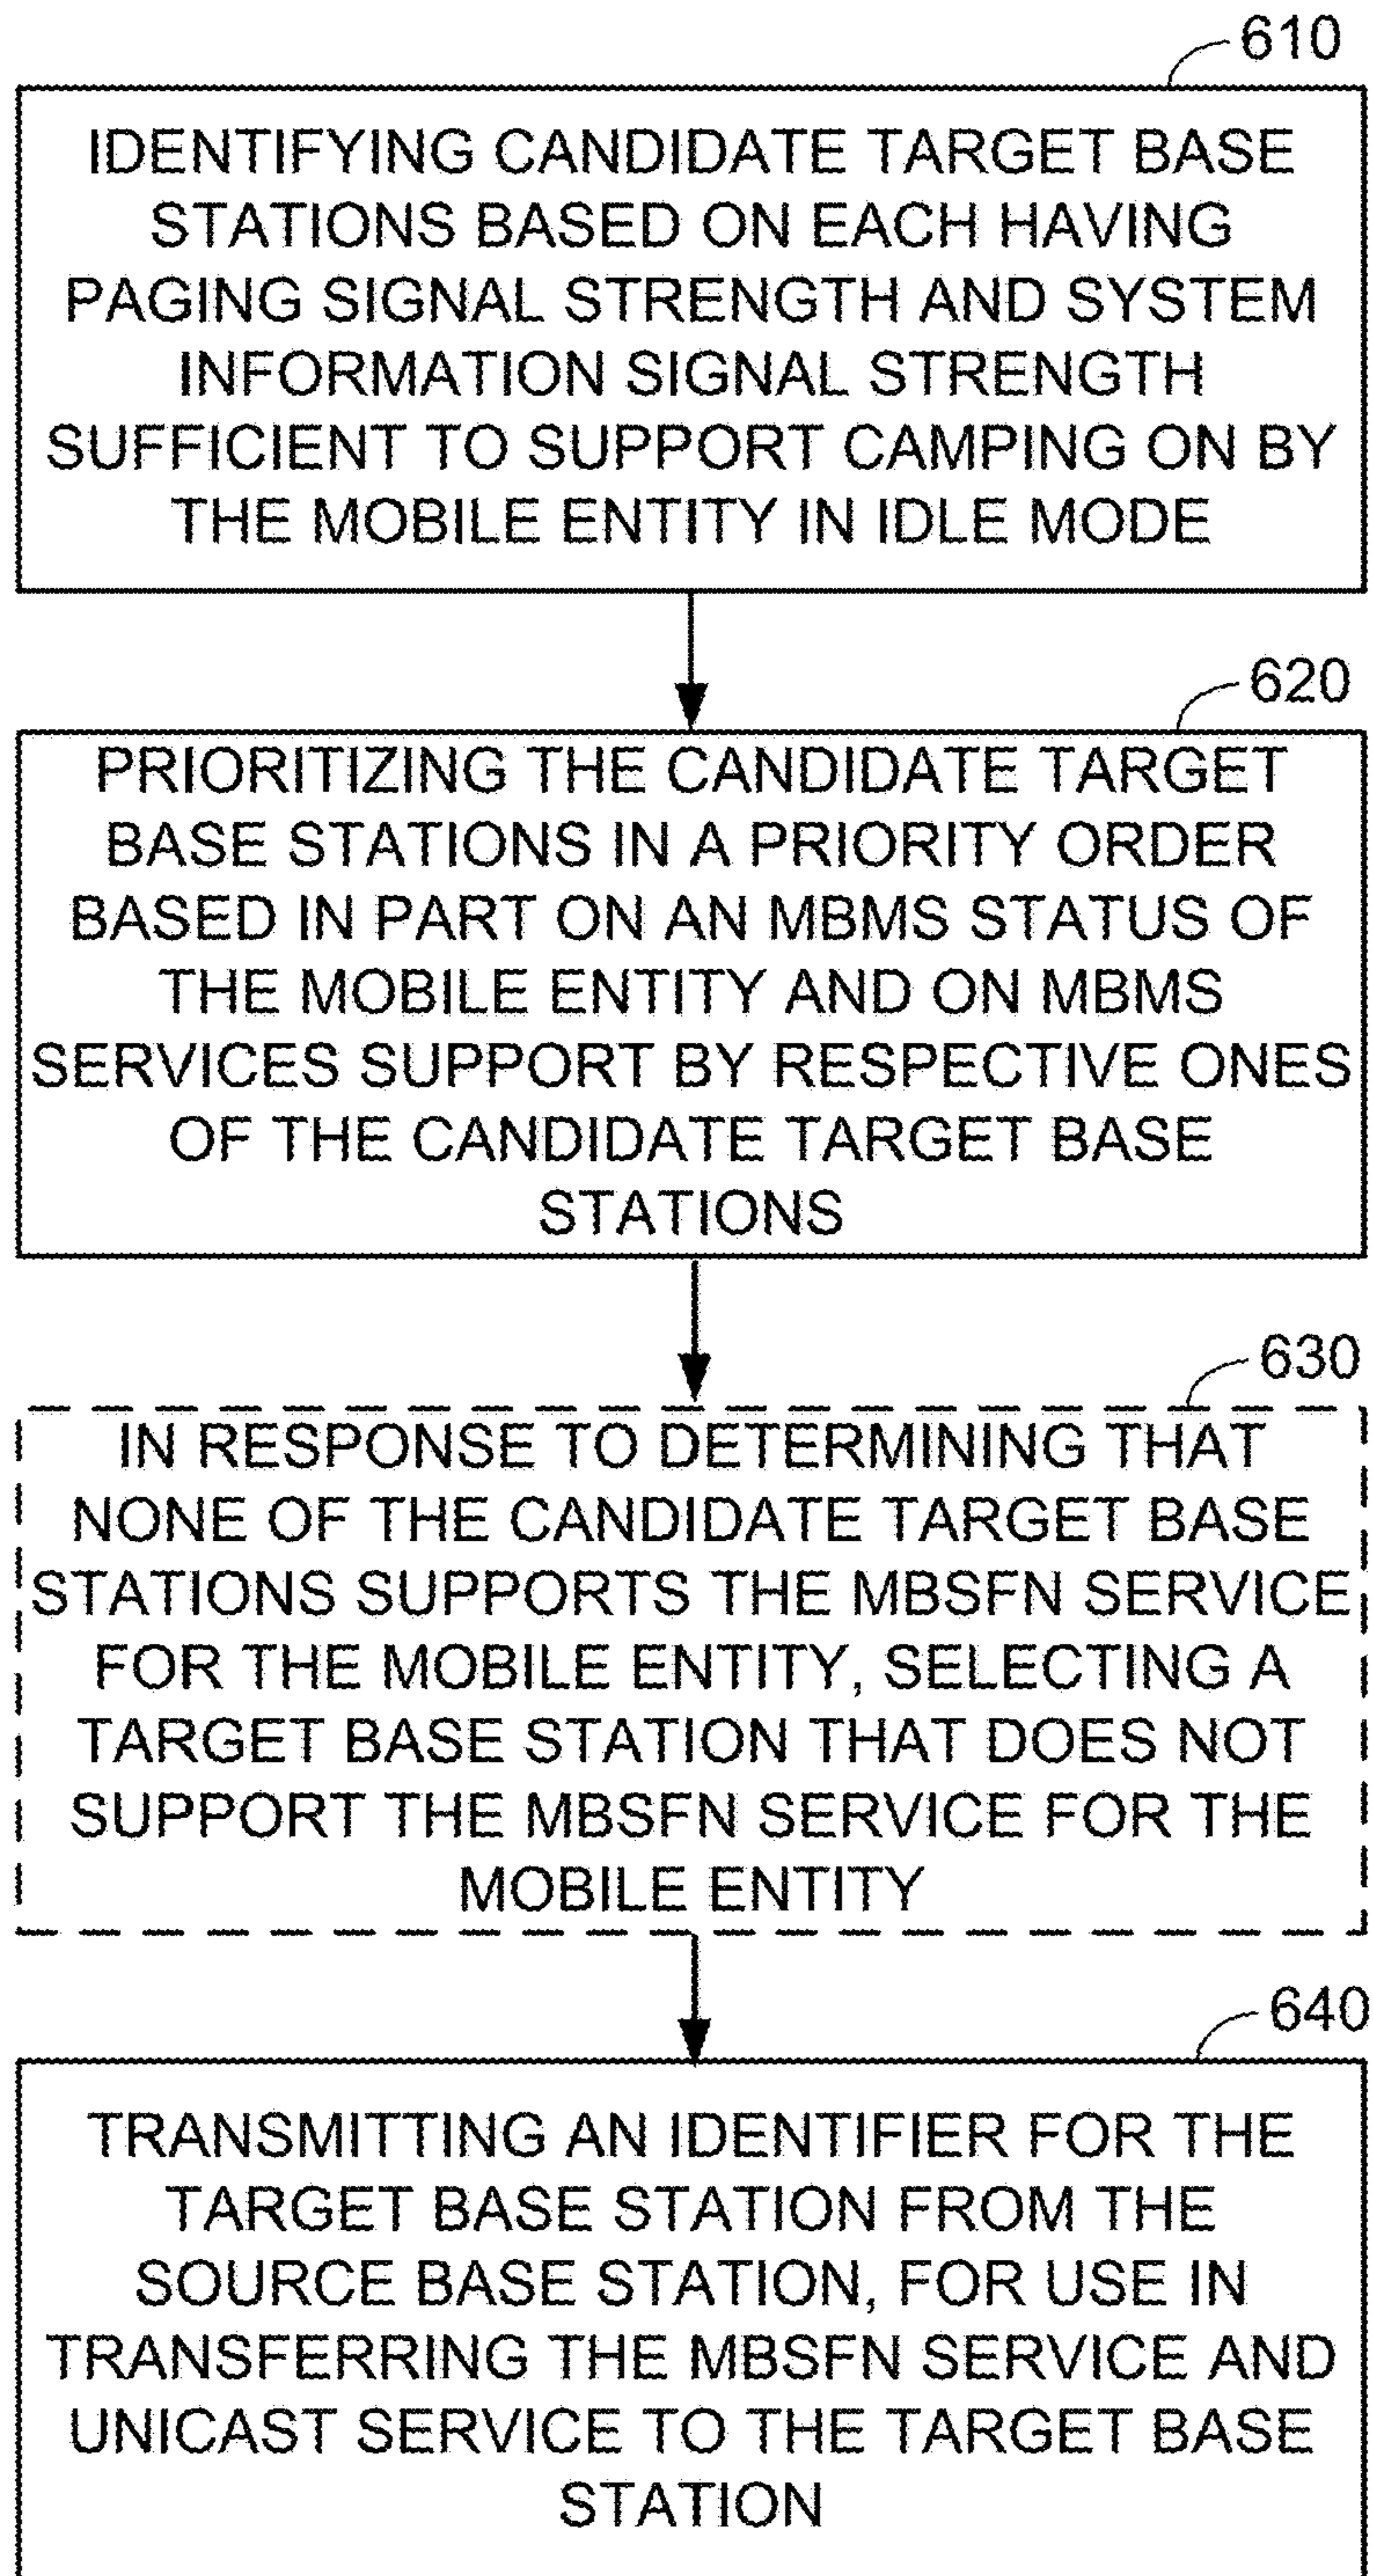 610
IDENTIFYING CANDIDATE TARGET BASE
STATIONS BASED ON EACH HAVING
PAGING SIGNAL STRENGTH AND SYSTEM
INFORMATION SIGNAL STRENGTH
SUFFICIENT TO SUPPORT CAMPING ON BY
THE MOBILE ENTITY IN IDLE MODE
620
PRIORITIZING THE CANDIDATE TARGET
BASE STATIONS IN A PRIORITY ORDER
BASED IN PART ON AN MBMS STATUS OF
THE MOBILE ENTITY AND ON MBMS
SERVICES SUPPORT BY RESPECTIVE ONES
OF THE CANDIDATE TARGET BASE
STATIONS
630
IN RESPONSE TO DETERMINING THAT
NONE OF THE CANDIDATE TARGET BASE
STATIONS SUPPORTS THE MBSFN SERVICE
FOR THE MOBILE ENTITY, SELECTING A
TARGET BASE STATION THAT DOES NOT
SUPPORT THE MBSFN SERVICE FOR THE
MOBILE ENTITY
640
TRANSMITTING AN IDENTIFIER FOR THE
TARGET BASE STATION FROM THE
SOURCE BASE STATION, FOR USE IN
TRANSFERRING THE MBSFN SERVICE AND
UNICAST SERVICE TO THE TARGET BASE
STATION